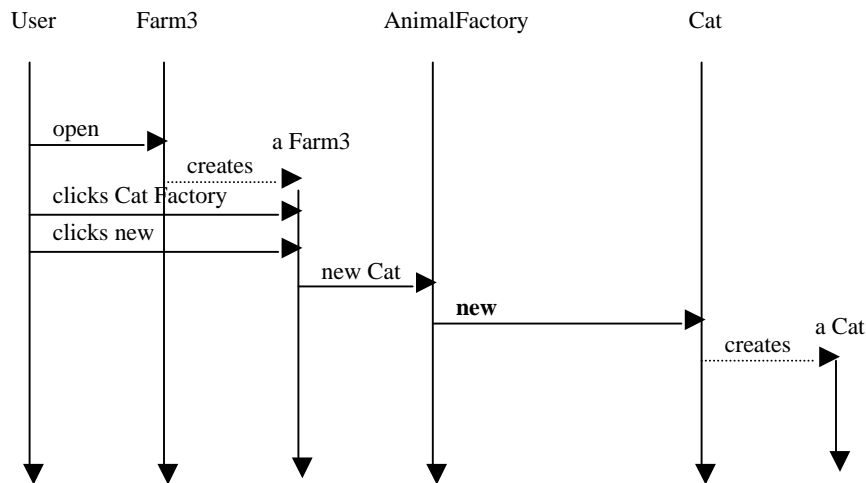 User Farm3 AnimalFactory Cat
open
a Farm3
creates
clicks Cat Factory
clicks new
new Cat
new
a Cat
creates